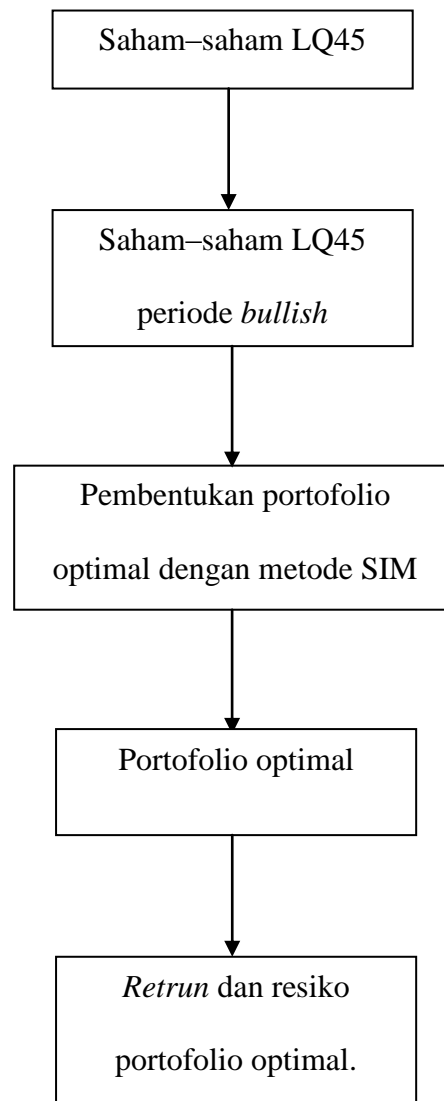 Saham–saham LQ45
Saham–saham LQ45
periode bullish
Pembentukan portofolio
optimal dengan metode SIM
Portofolio optimal
Retrun dan resiko
portofolio optimal.